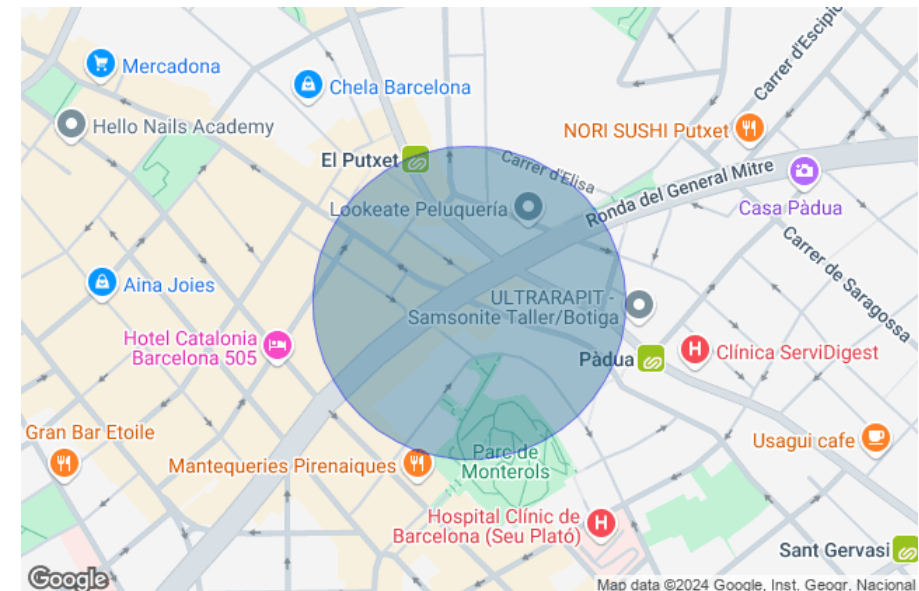 Mercadona
Chela Barcelona
Carrer d'Escipió
Hello Nails Academy
NORI SUSHI Putxet
El Putxet
Carrer d'Elisa
Ronda del General Mitre
Lookeate Peluquería
Casa Pàdua
Carrer de Saragossa
Aina Joies
ULTRARAPIT -
Samsonite Taller/Botiga
Hotel Catalonia
Barcelona 505
Pàdua
Clínica ServiDigest
Gran Bar Etoile
Usagui cafe
Mantequeries Pirenaiques
Parc de
Monterols
Hospital Clínic de
Barcelona (Seu Plató)
Sant Gervasi
Google
Map data ©2024 Google, Inst. Geogr. Nacional